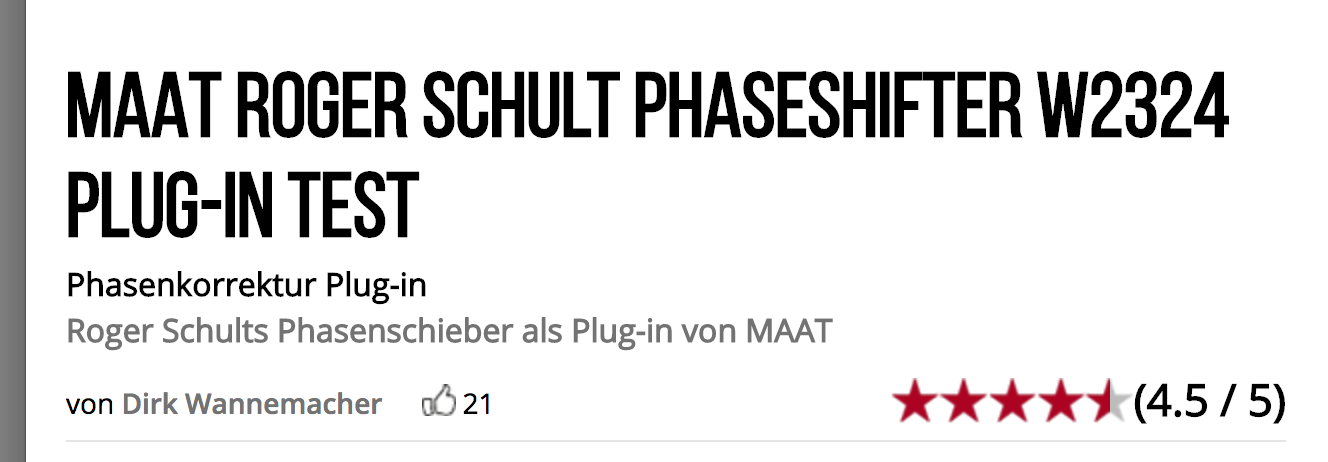 MAAT ROGER SCHULT PHASESHIFTER W2324
PLUG-IN TEST
Phasenkorrektur Plug-in
Roger Schults Phasenschieber als Plug-in von MAAT
von Dirk Wannemacher 21 (4.5 / 5)